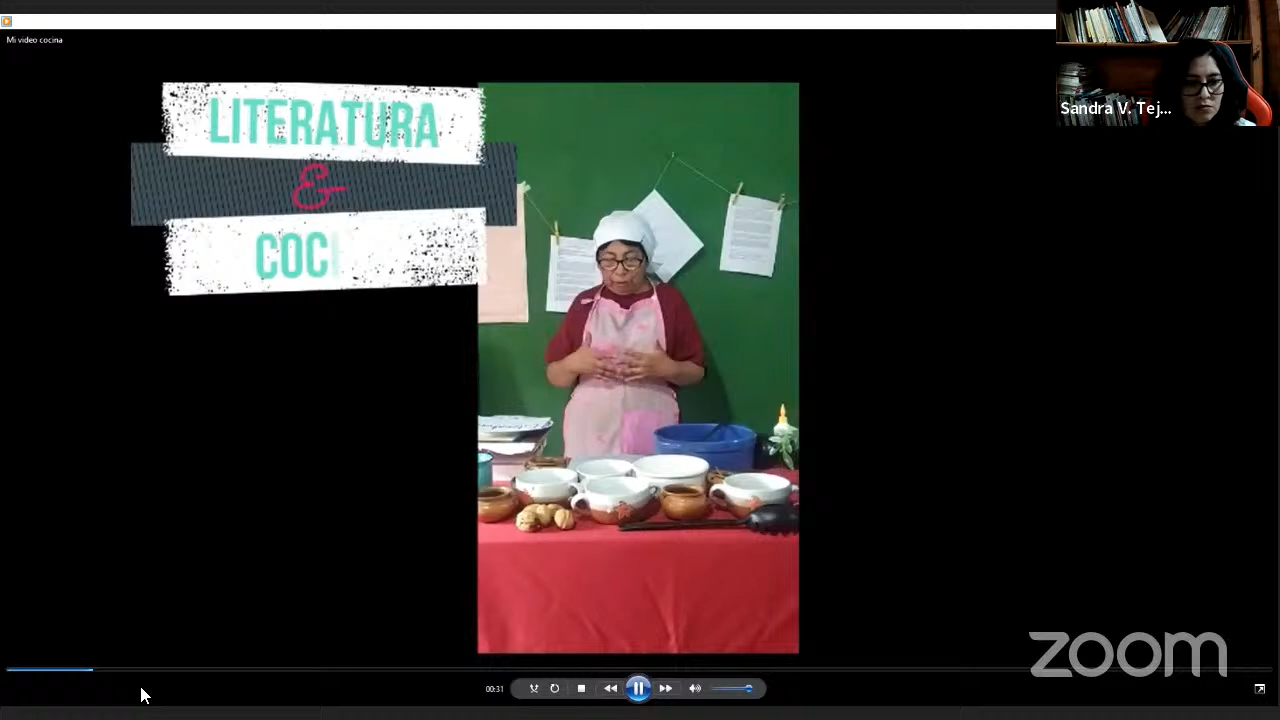 Mi video cocina
LITERATURA
&
COCI
Sandra V. Tej...
00:31
zoom